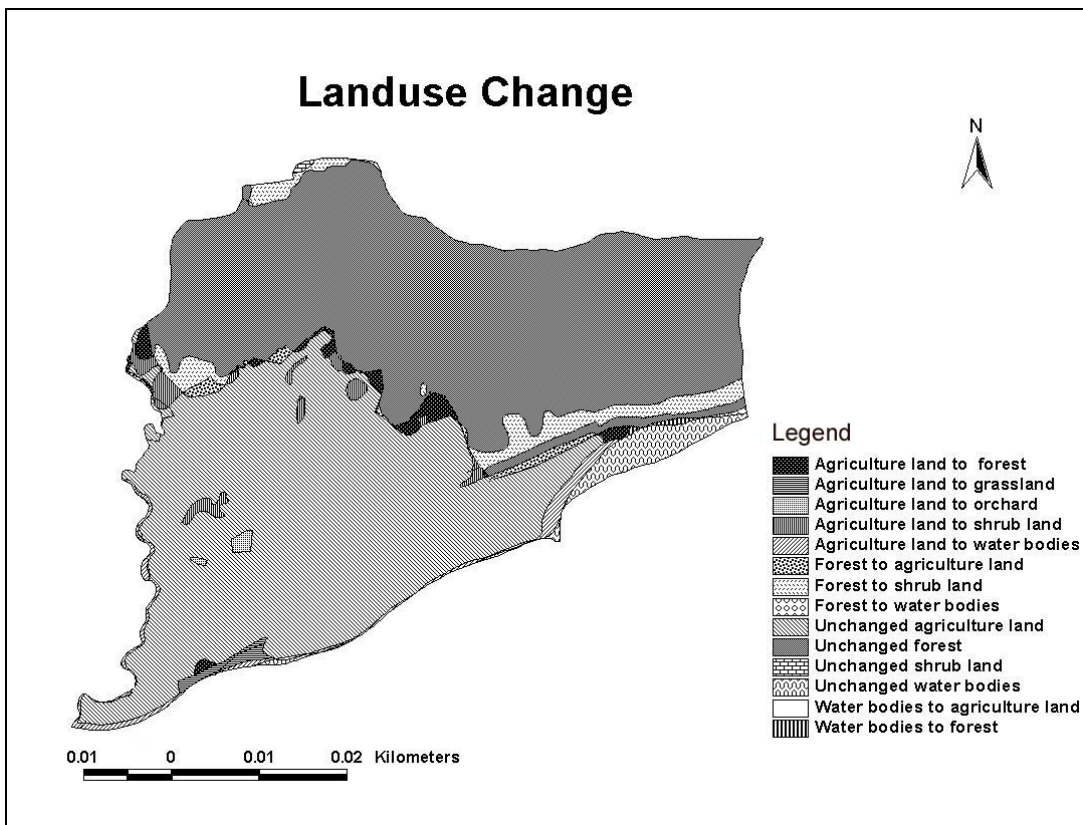 Landuse Change
N
Legend
Agriculture land to forest
Agriculture land to grassland
Agriculture land to orchard
Agriculture land to shrub land
Agriculture land to water bodies
Forest to agriculture land
Forest to shrub land
Forest to water bodies
Unchanged agriculture land
Unchanged forest
Unchanged shrub land
Unchanged water bodies
Water bodies to agriculture land
Water bodies to forest
0.01 0 0.01 0.02 Kilometers